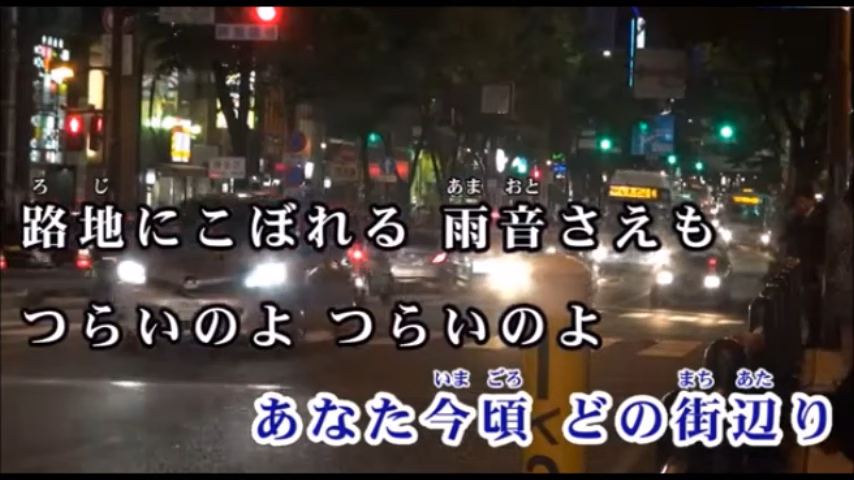 ろじ あまおと
路地にこぼれる 雨音さえも
つらいのよ つらいのよ
いまごろ まちあた
あなた今頃 どの街辺り